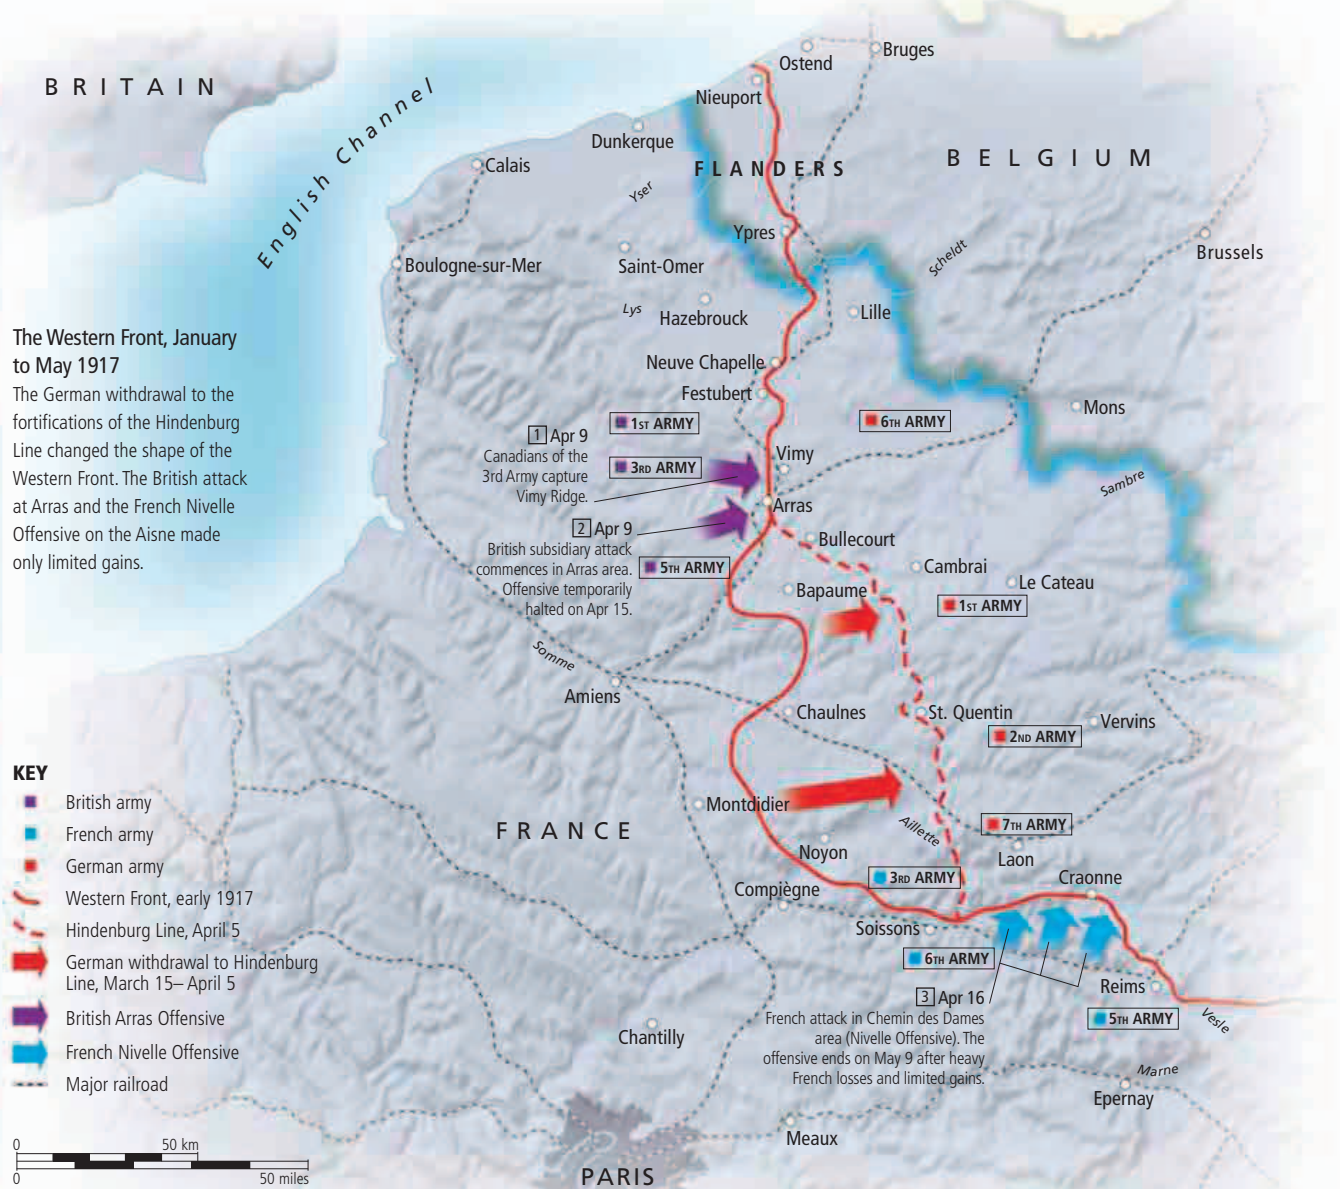 BRITAIN
English Channel
Ostend
Bruges
Nieuport
Dunkerque
Calais
FLANDERS
BELGIUM
Yser
Ypres
Scheldt
Brussels
Boulogne-sur-Mer
Saint-Omer
Lys
Hazebrouck
Lille
The Western Front, January
to May 1917
The German withdrawal to the
fortifications of the Hindenburg
Line changed the shape of the
Western Front. The British attack
at Arras and the French Nivelle
Offensive on the Aisne made
only limited gains.
Neuve Chapelle
Festubert
Mons
1ST ARMY
6TH ARMY
1 Apr 9
Canadians of the
3rd Army capture
Vimy Ridge.
3RD ARMY
Vimy
Sambre
Arras
2 Apr 9
British subsidiary attack
commences in Arras area.
Offensive temporarily
halted on Apr 15.
5TH ARMY
Bullecourt
Cambrai
Le Cateau
Bapaume
1ST ARMY
Somme
Amiens
Chaulnes
St. Quentin
Vervins
2ND ARMY
Montdidier
FRANCE
Aillette
7TH ARMY
Noyon
Laon
3RD ARMY
Craonne
Compiègne
Soissons
6TH ARMY
Reims
3 Apr 16
French attack in Chemin des Dames
area (Nivelle Offensive). The
offensive ends on May 9 after heavy
French losses and limited gains.
5TH ARMY
Vesle
Chantilly
Marne
Epernay
Meaux
PARIS
KEY
British army
French army
German army
Western Front, early 1917
Hindenburg Line, April 5
German withdrawal to Hindenburg
Line, March 15– April 5
British Arras Offensive
French Nivelle Offensive
Major railroad
0 50 km
0 50 miles